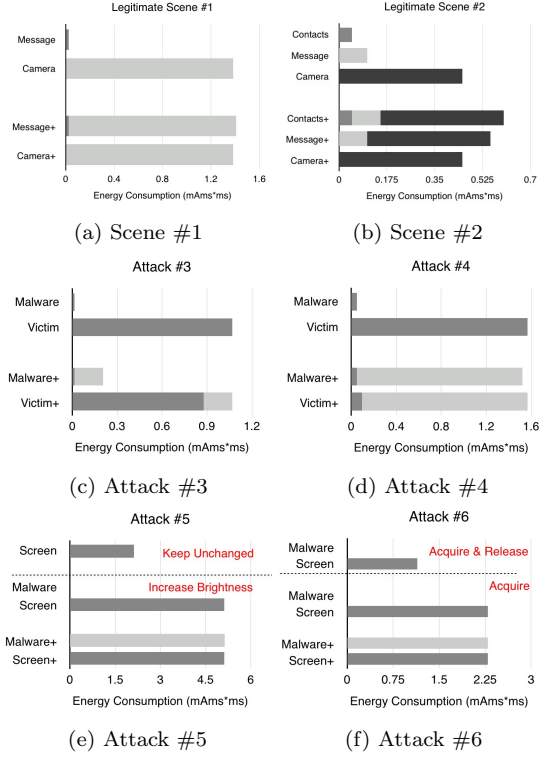 Legitimate Scene #1
Message
Camera
Message+
Camera+
0 0.4 0.8 1.2 1.6
Energy Consumption (mAms*ms)
(a) Scene #1
Legitimate Scene #2
Contacts
Message
Camera
Contacts+
Message+
Camera+
0 0.175 0.35 0.525 0.7
Energy Consumption (mAms*ms)
(b) Scene #2
Attack #3
Malware
Victim
Malware+
Victim+
0 0.3 0.6 0.9 1.2
Energy Consumption (mAms*ms)
(c) Attack #3
Attack #4
Malware
Victim
Malware+
Victim+
0 0.4 0.8 1.2 1.6
Energy Consumption (mAms*ms)
(d) Attack #4
Attack #5
Screen
Keep Unchanged
Malware
Increase Brightness
Screen
Malware+
Screen+
0 1.5 3 4.5 6
Energy Consumption (mAms*ms)
(e) Attack #5
Attack #6
Malware
Acquire & Release
Screen
Acquire
Malware
Screen
Malware+
Screen+
0 0.75 1.5 2.25 3
Energy Consumption (mAms*ms)
(f) Attack #6